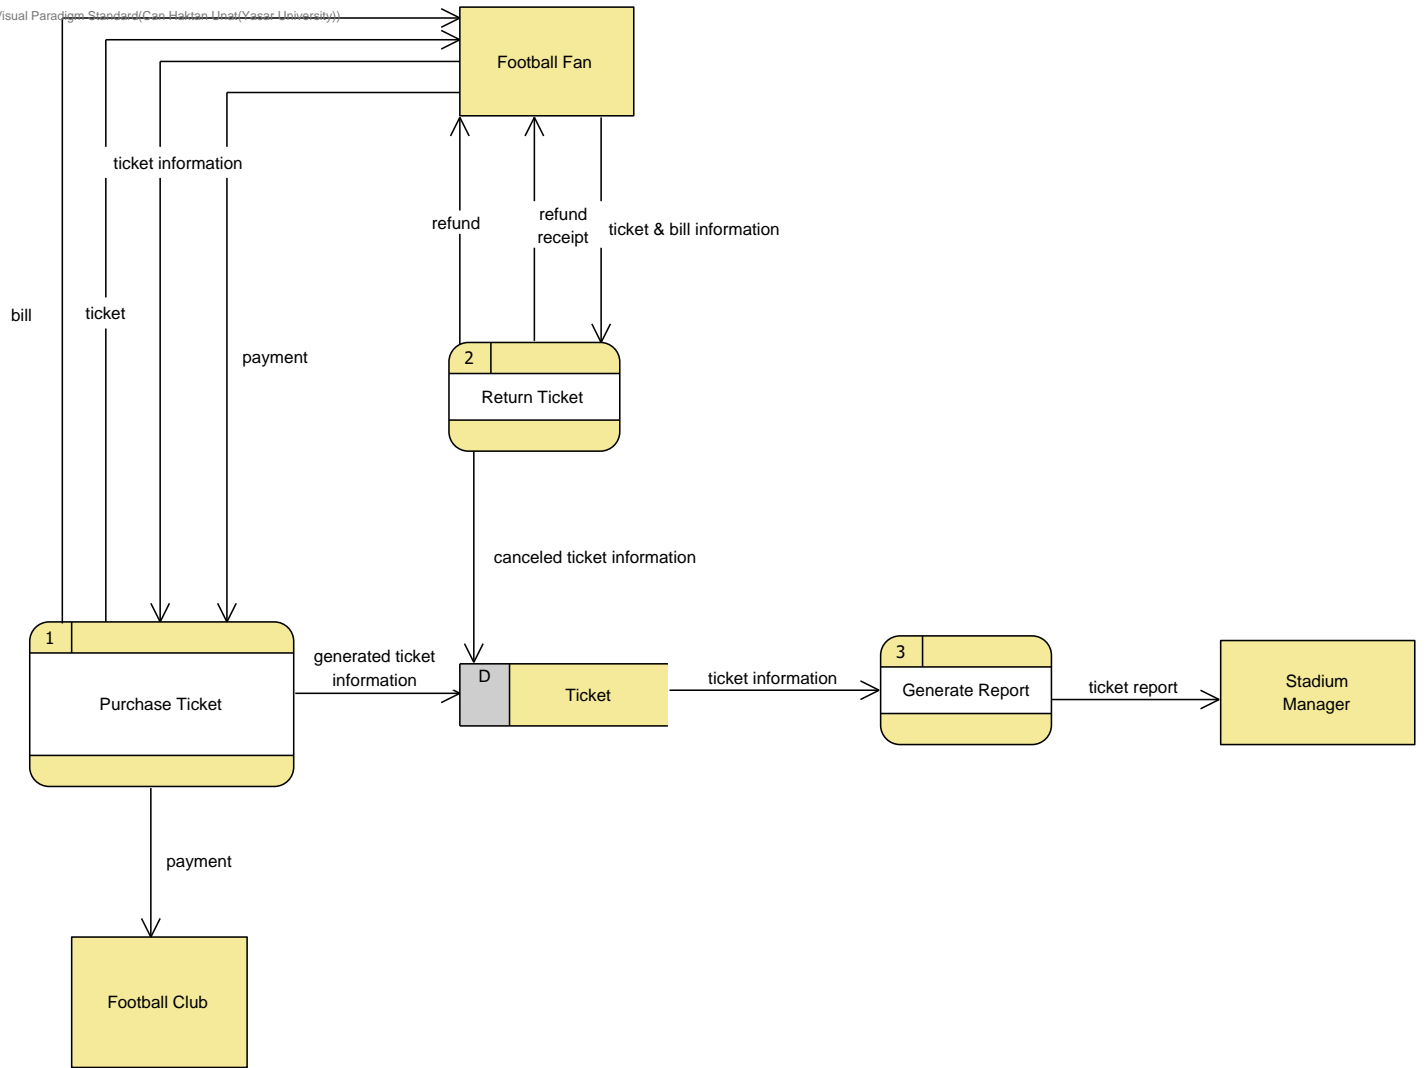 Visual Paradigm Standard(Can Haktan Unat(Yasar University))
Football Fan
ticket information
refund
refund
receipt
ticket & bill information
bill
ticket
payment
2
Return Ticket
canceled ticket information
1
Purchase Ticket
generated ticket
information
D
Ticket
ticket information
3
Generate Report
ticket report
Stadium
Manager
payment
Football Club